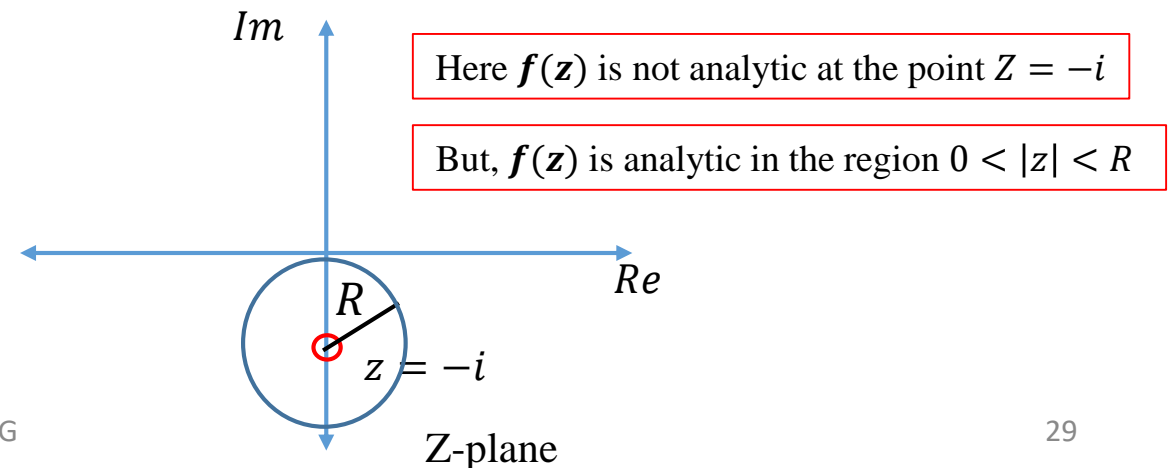 Im
Here f(z) is not analytic at the point Z = −i
But, f(z) is analytic in the region 0 < |z| < R
Re
R
z = −i
G
29
Z-plane